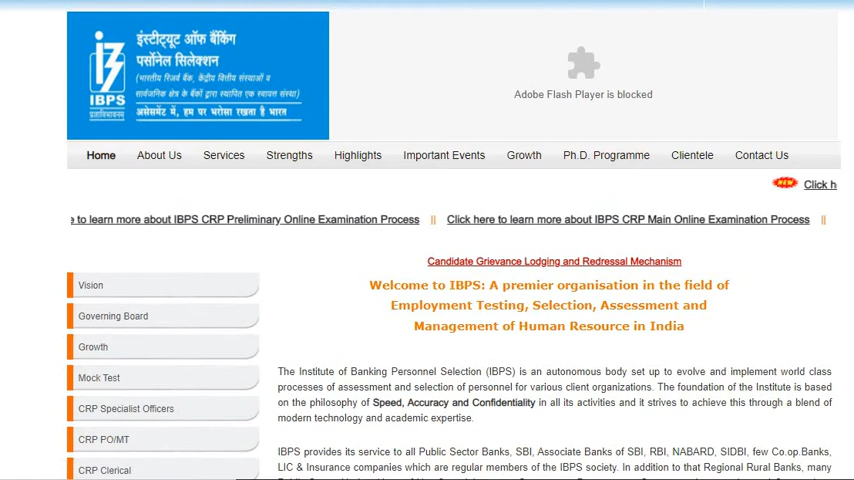 इंस्टीट्यूट ऑफ बैंकिंग
पर्सोनेल सिलेक्शन
(भारतीय रिजर्व बैंक, केंद्रीय वित्तीय संस्थाओं व
सार्वजनिक क्षेत्र के बैंकों द्वारा स्थापित एक स्वायत्त संस्था)
असेसमेंट में, हम पर भरोसा रखता है भारत
IBPS
Adobe Flash Player is blocked
Home About Us Services Strengths Highlights Important Events Growth Ph.D. Programme Clientele Contact Us
NEW Click h
e to learn more about IBPS CRP Preliminary Online Examination Process || Click here to learn more about IBPS CRP Main Online Examination Process ||
Candidate Grievance Lodging and Redressal Mechanism
Vision
Governing Board
Growth
Mock Test
CRP Specialist Officers
CRP PO/MT
CRP Clerical
Welcome to IBPS: A premier organisation in the field of
Employment Testing, Selection, Assessment and
Management of Human Resource in India
The Institute of Banking Personnel Selection (IBPS) is an autonomous body set up to evolve and implement world class
processes of assessment and selection of personnel for various client organizations. The foundation of the Institute is based
on the philosophy of Speed, Accuracy and Confidentiality in all its activities and it strives to achieve this through a blend of
modern technology and academic expertise.
IBPS provides its service to all Public Sector Banks, SBI, Associate Banks of SBI, RBI, NABARD, SIDBI, few Co.op.Banks,
LIC & Insurance companies which are regular members of the IBPS society. In addition to that Regional Rural Banks, many